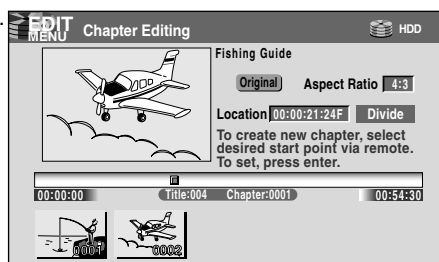 EDIT
MENU
Chapter Editing
HDD
Fishing Guide
Original
Aspect Ratio 4:3
Location 00:00:21:24F Divide
To create new chapter, select
desired start point via remote.
To set, press enter.
00:00:00 Title:004 Chapter:0001 00:54:30
0001 0002